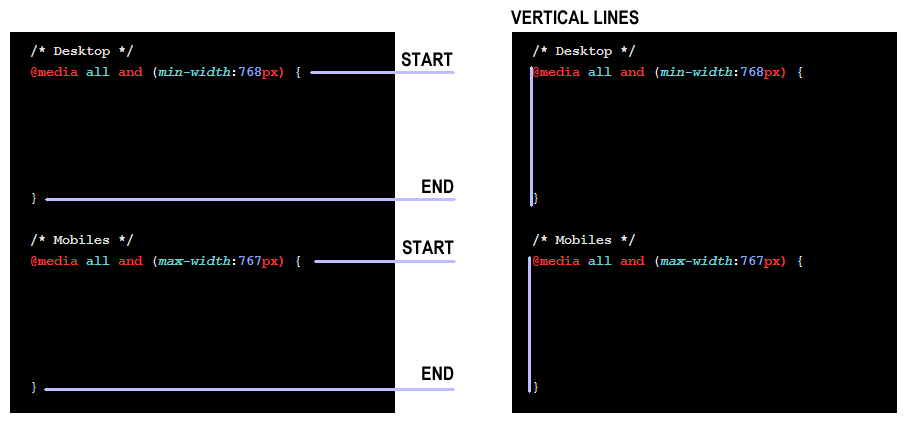 VERTICAL LINES
/* Desktop */
@media all and (min-width:768px) {
START
END
}
/* Mobiles */
@media all and (max-width:767px) {
START
END
}
/* Desktop */
@media all and (min-width:768px) {
}
/* Mobiles */
@media all and (max-width:767px) {
}